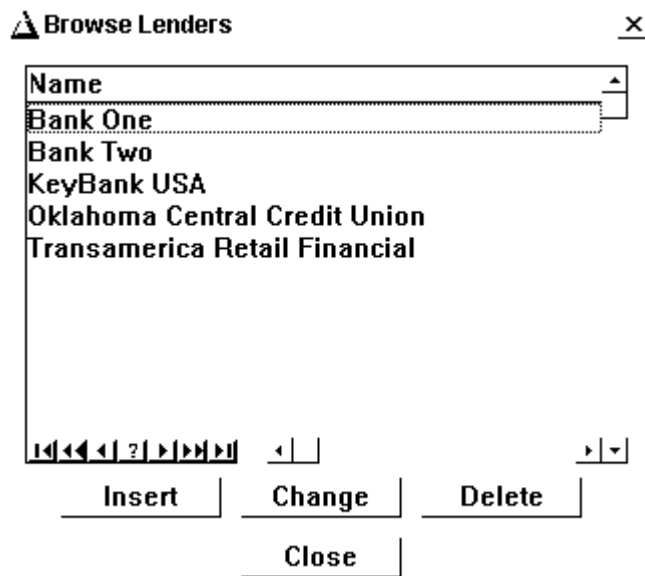 Browse Lenders
Name
Bank One
Bank Two
KeyBank USA
Oklahoma Central Credit Union
Transamerica Retail Financial
?
Insert Change Delete
Close